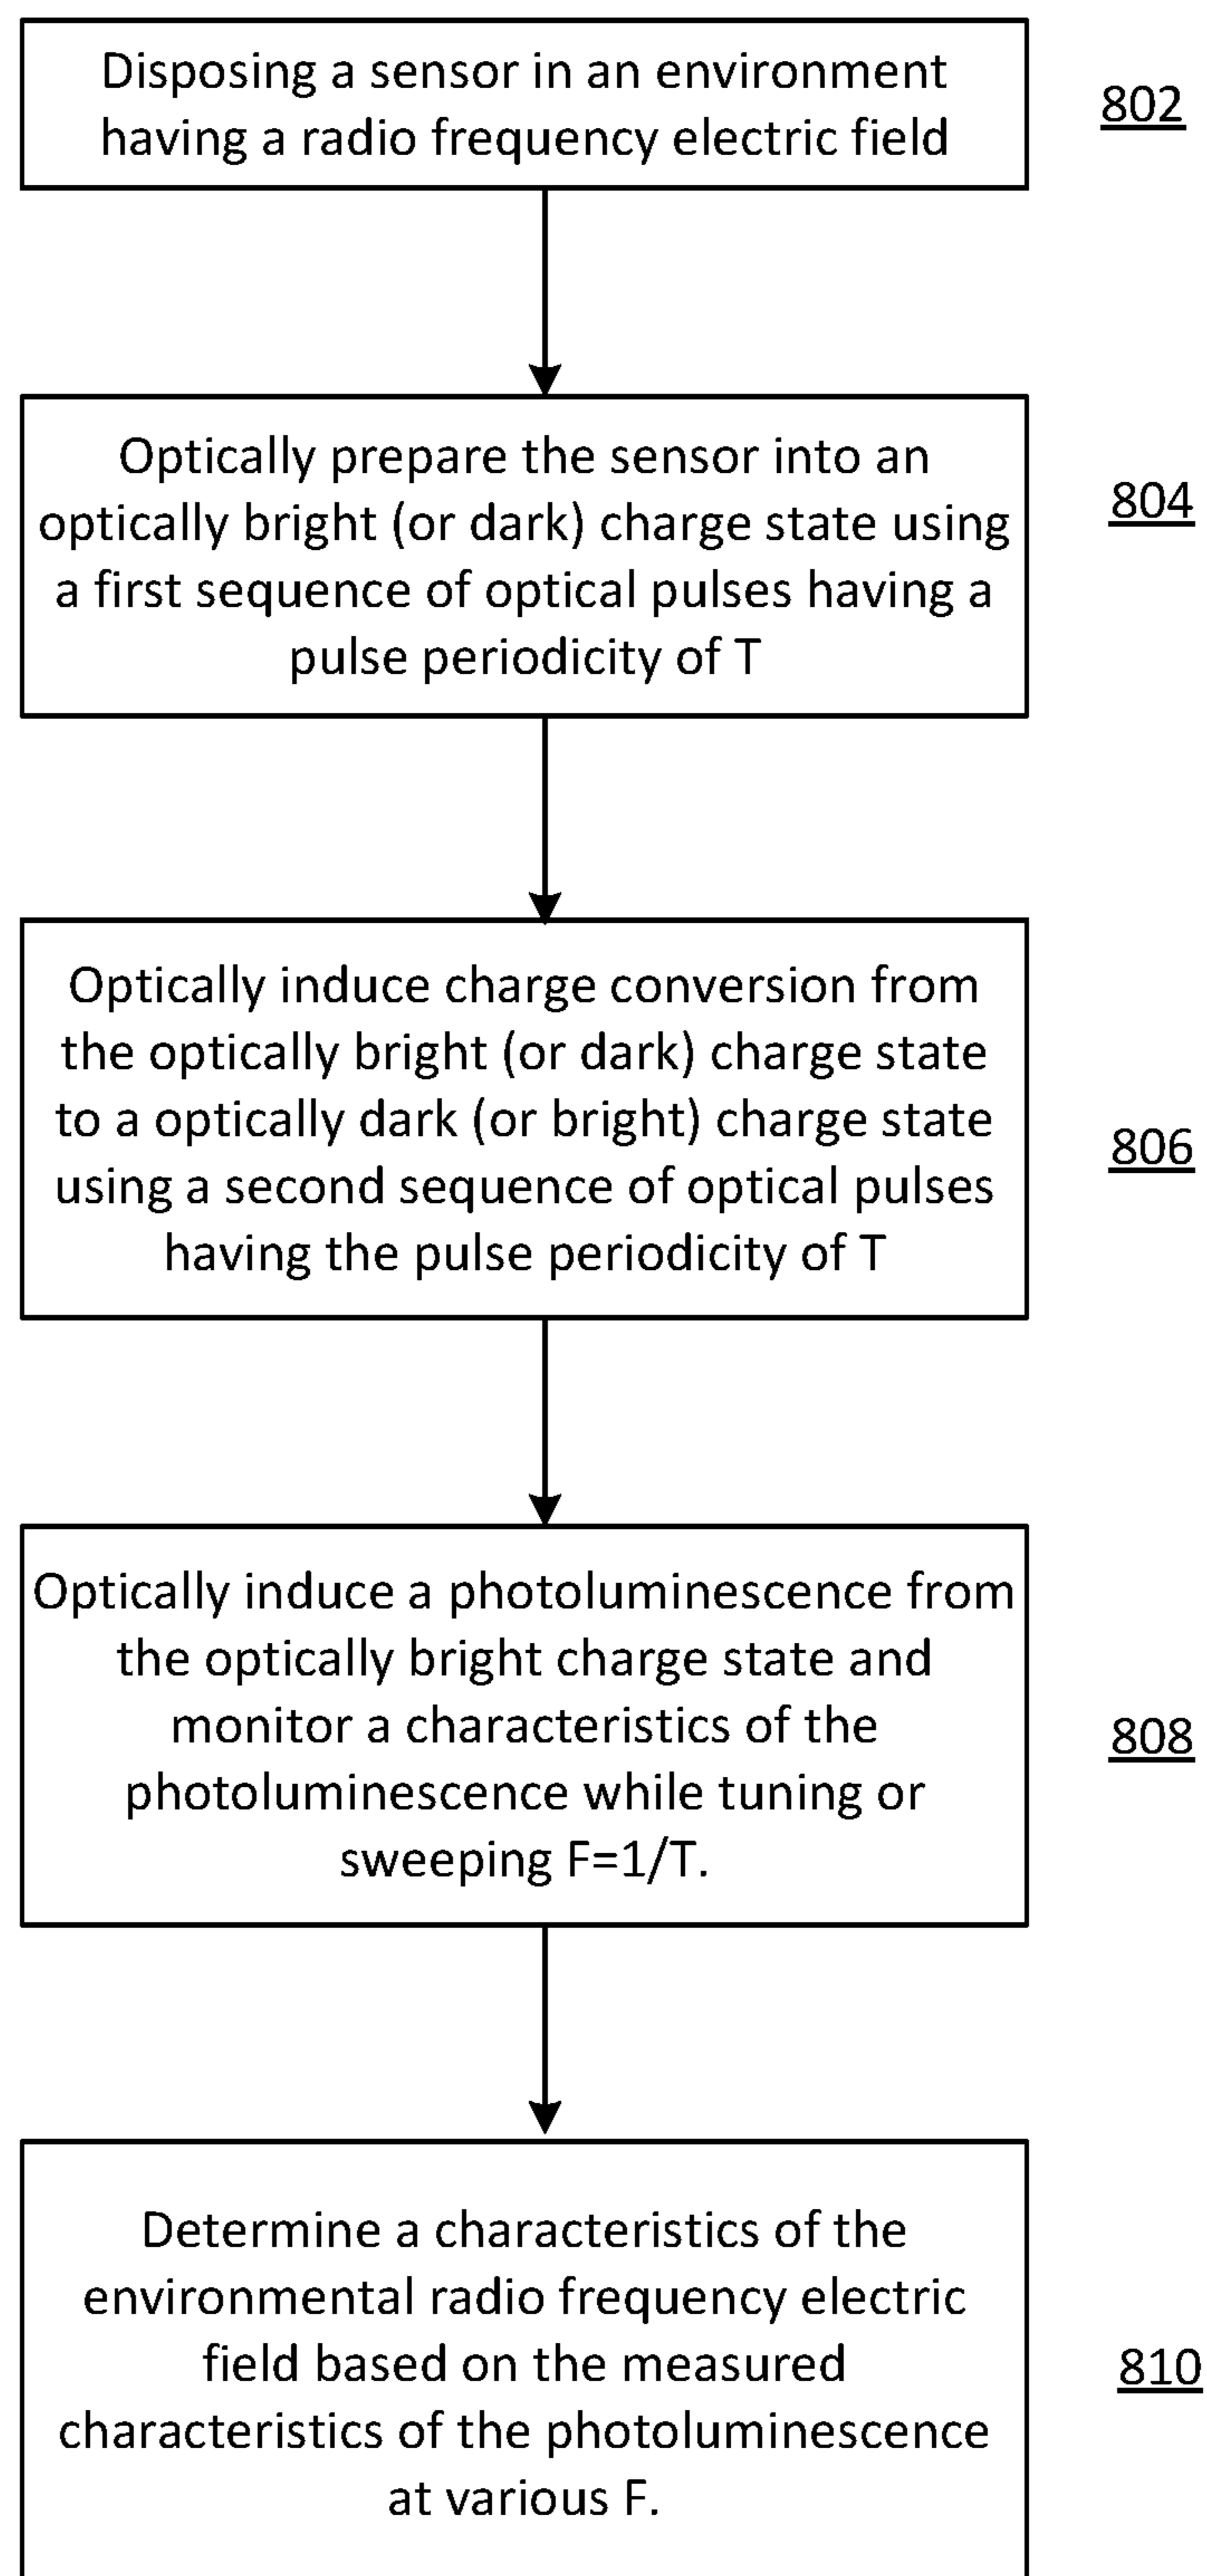 Disposing a sensor in an environment
having a radio frequency electric field
802
Optically prepare the sensor into an
optically bright (or dark) charge state using
a first sequence of optical pulses having a
pulse periodicity of T
804
Optically induce charge conversion from
the optically bright (or dark) charge state
to a optically dark (or bright) charge state
using a second sequence of optical pulses
having the pulse periodicity of T
806
Optically induce a photoluminescence from
the optically bright charge state and
monitor a characteristics of the
photoluminescence while tuning or
sweeping F=1/T.
808
Determine a characteristics of the
environmental radio frequency electric
field based on the measured
characteristics of the photoluminescence
at various F.
810